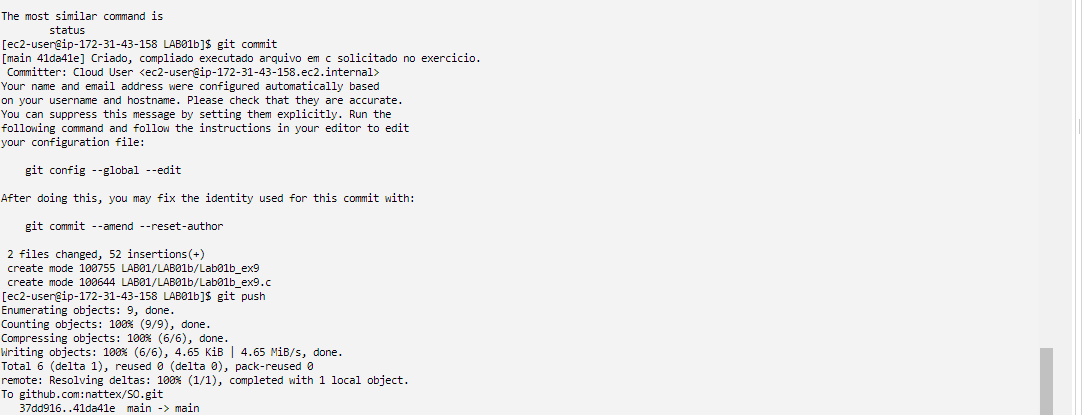 The most similar command is
        status
[ec2-user@ip-172-31-43-158 LAB01b]$ git commit
[main 41da41e] Criado, compliado executado arquivo em c solicitado no exercicio.
 Committer: Cloud User <ec2-user@ip-172-31-43-158.ec2.internal>
Your name and email address were configured automatically based
on your username and hostname. Please check that they are accurate.
You can suppress this message by setting them explicitly. Run the
following command and follow the instructions in your editor to edit
your configuration file:

    git config --global --edit

After doing this, you may fix the identity used for this commit with:

    git commit --amend --reset-author

 2 files changed, 52 insertions(+)
 create mode 100755 LAB01/LAB01b/Lab01b_ex9
 create mode 100644 LAB01/LAB01b/Lab01b_ex9.c
[ec2-user@ip-172-31-43-158 LAB01b]$ git push
Enumerating objects: 9, done.
Counting objects: 100% (9/9), done.
Compressing objects: 100% (6/6), done.
Writing objects: 100% (6/6), 4.65 KiB | 4.65 MiB/s, done.
Total 6 (delta 1), reused 0 (delta 0), pack-reused 0
remote: Resolving deltas: 100% (1/1), completed with 1 local object.
To github.com:nattex/SO.git
   37dd916..41da41e  main -> main